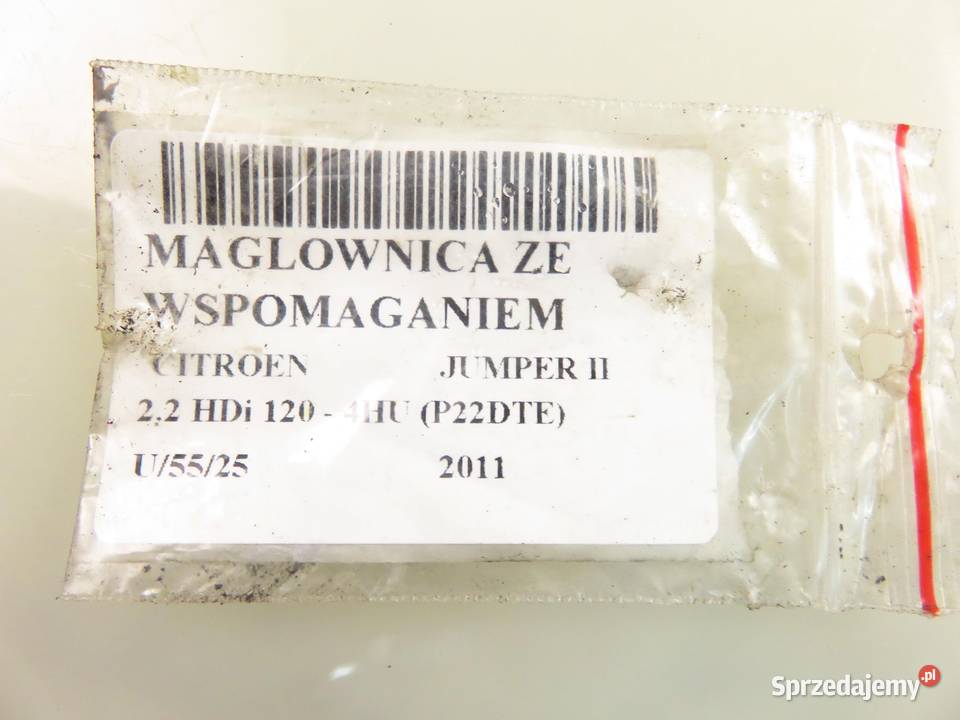 MAGLOWNICA ZE
WSPOMAGANIEM
CITROEN JUMPER II
2.2 HDi 120 - 4HU (P22DTE)
U/55/25 2011
Sprzedajemy.pl